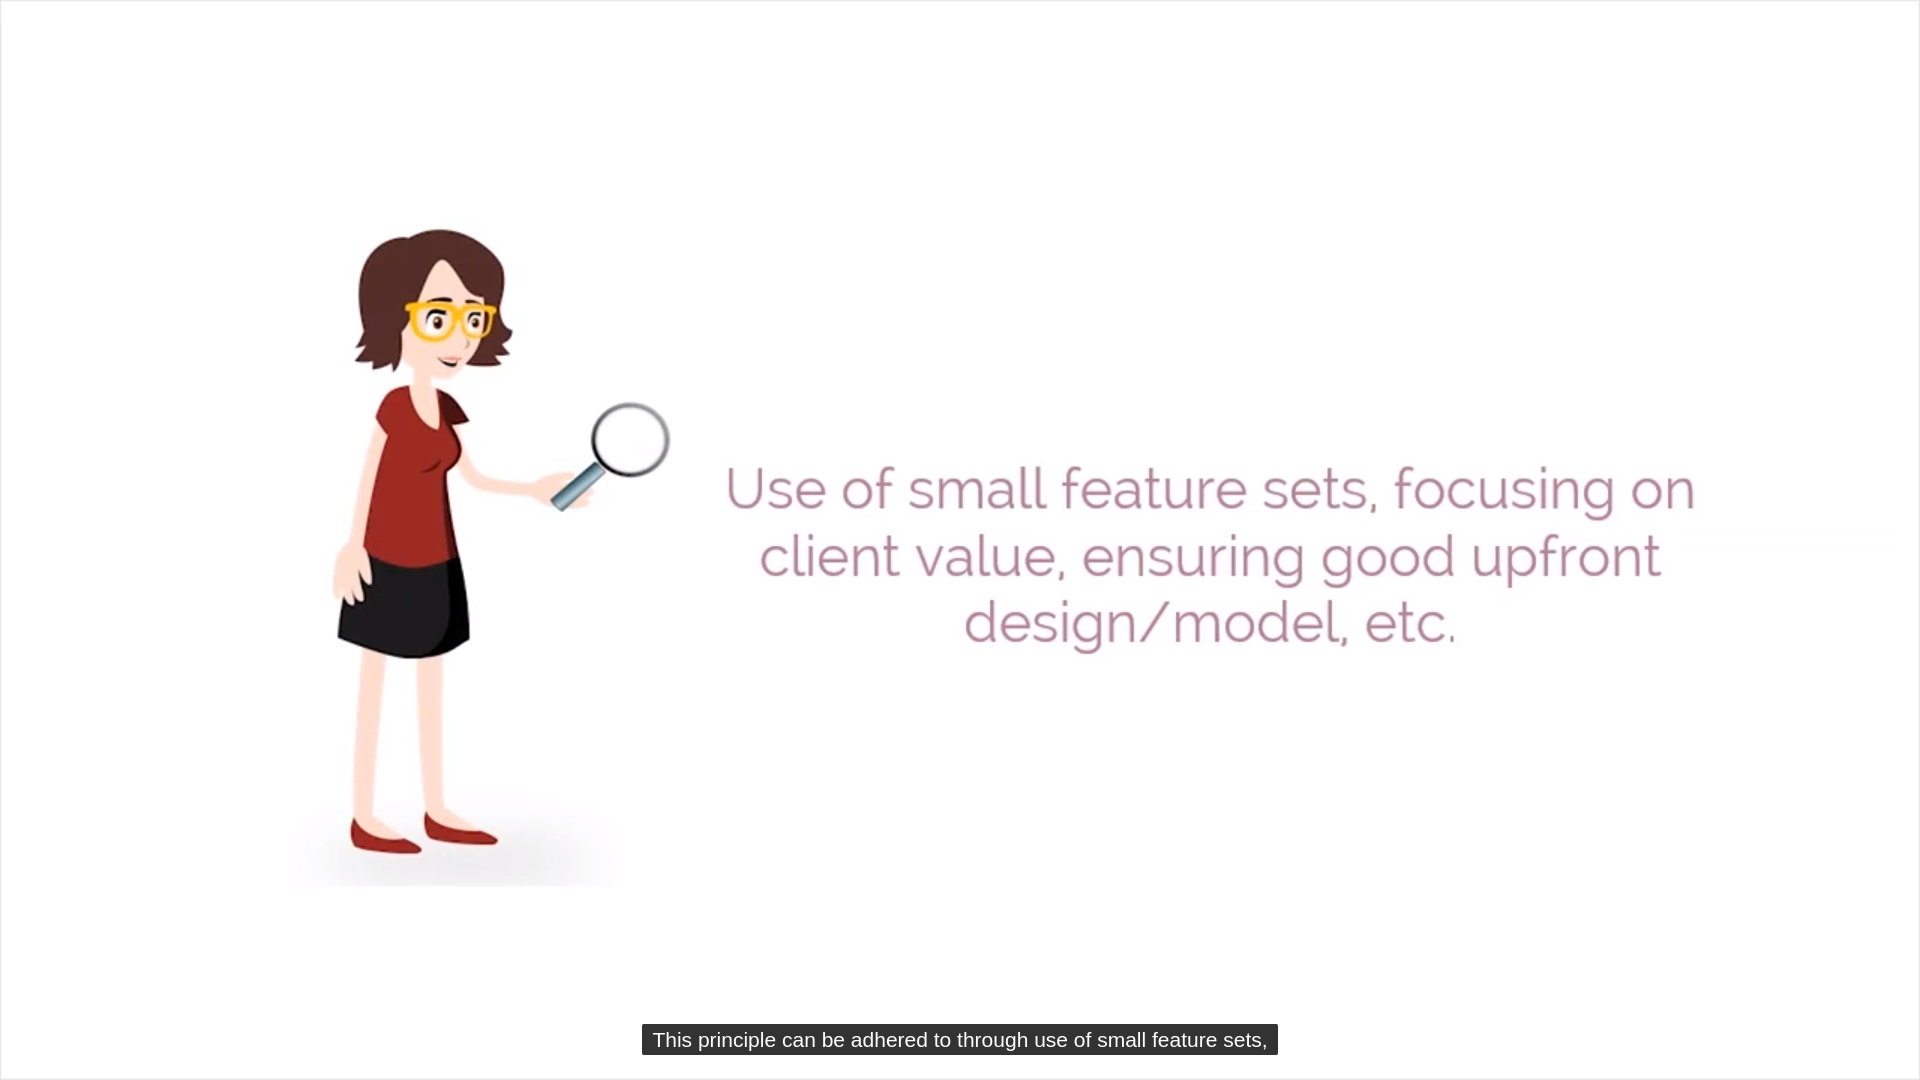 Use of small feature sets, focusing on
client value, ensuring good upfront
design/model, etc.
This principle can be adhered to through use of small feature sets,